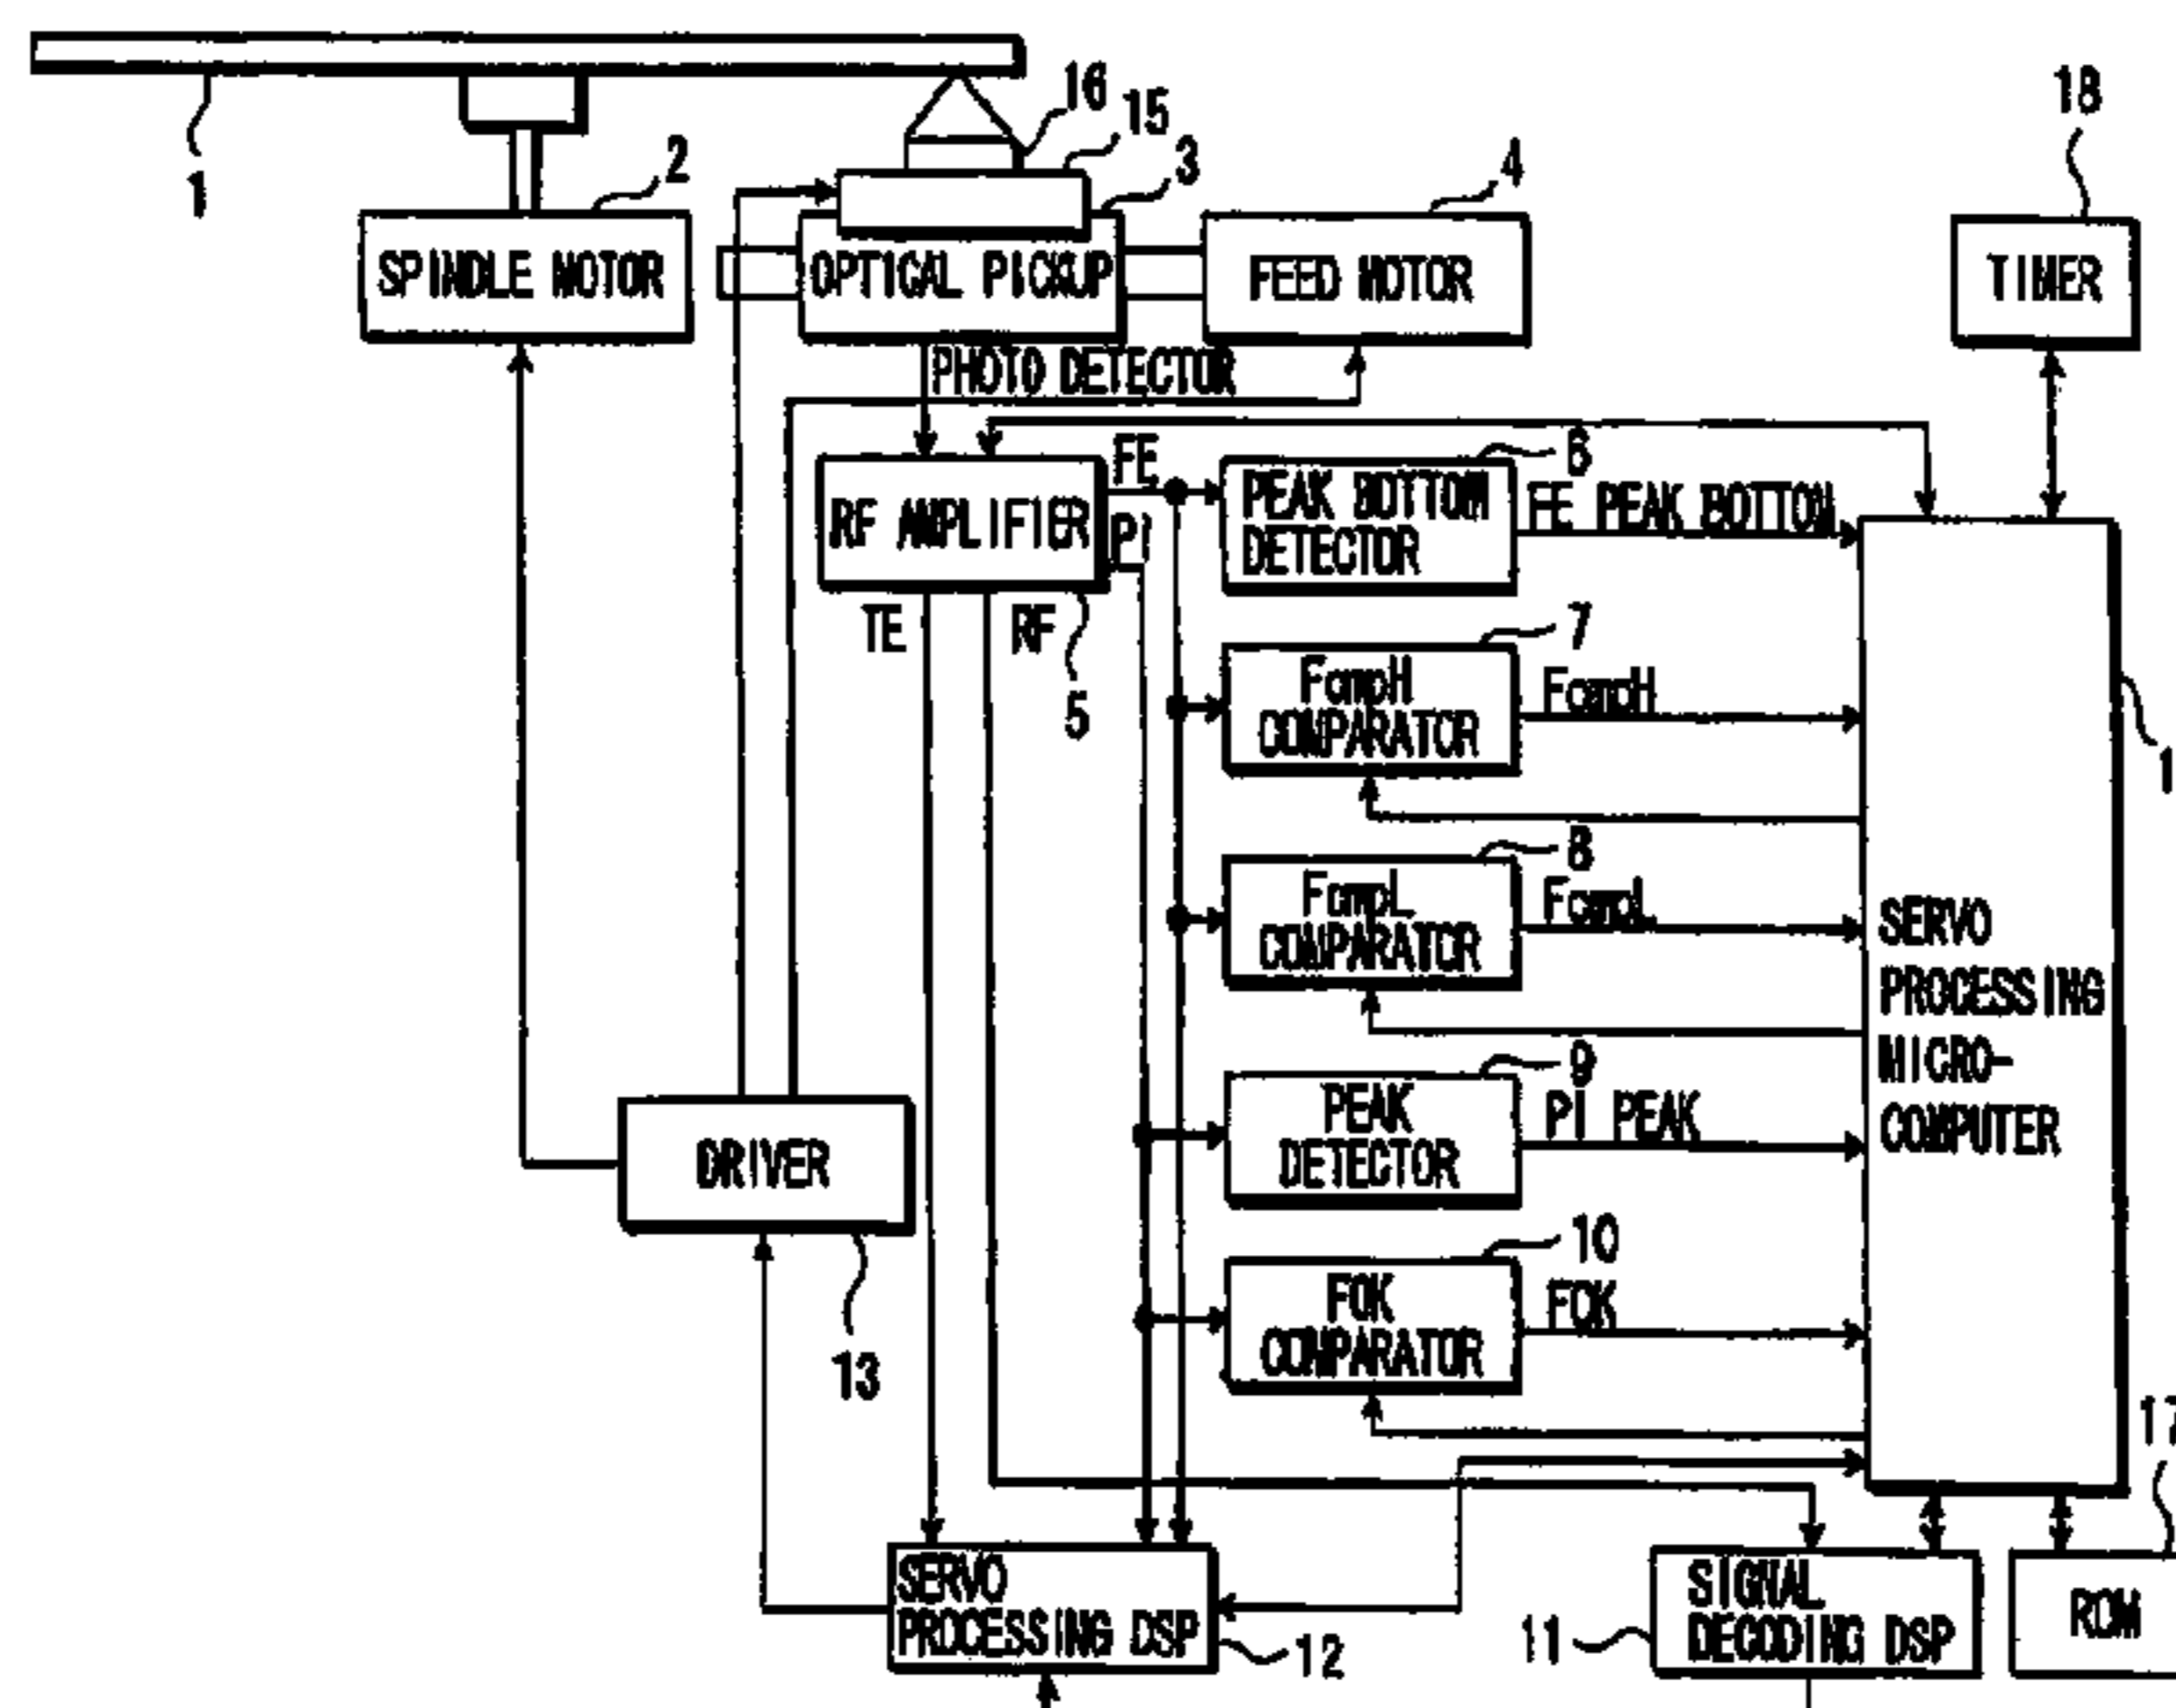 16
15
18
1
2
3
4
SPINDLE MOTOR
OPTICAL PICKUP
FEED MOTOR
TIMER
PHOTO DETECTOR
FE
6
RF AMPLIFIER
PEAK BOTTOM
DETECTOR
FE PEAK BOTTOM
PI
TE
RF
5
7
FcmpH
COMPARATOR
FcmpH
8
FcmpL
COMPARATOR
FcmpL
SERVO
PROCESSING
MICRO-
COMPUTER
9
PEAK
DETECTOR
PI PEAK
DRIVER
13
10
FOK
COMPARATOR
FOK
SERVO
PROCESSING DSP
12
11
SIGNAL
DECODING DSP
ROM